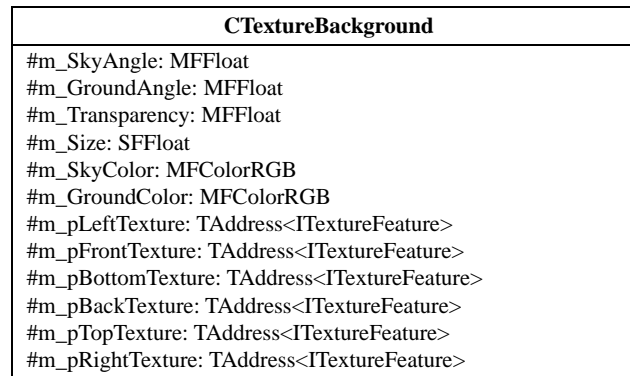 CTextureBackground
#m_SkyAngle: MFFloat
#m_GroundAngle: MFFloat
#m_Transparency: MFFloat
#m_Size: SFFloat
#m_SkyColor: MFColorRGB
#m_GroundColor: MFColorRGB
#m_pLeftTexture: TAddress<ITextureFeature>
#m_pFrontTexture: TAddress<ITextureFeature>
#m_pBottomTexture: TAddress<ITextureFeature>
#m_pBackTexture: TAddress<ITextureFeature>
#m_pTopTexture: TAddress<ITextureFeature>
#m_pRightTexture: TAddress<ITextureFeature>